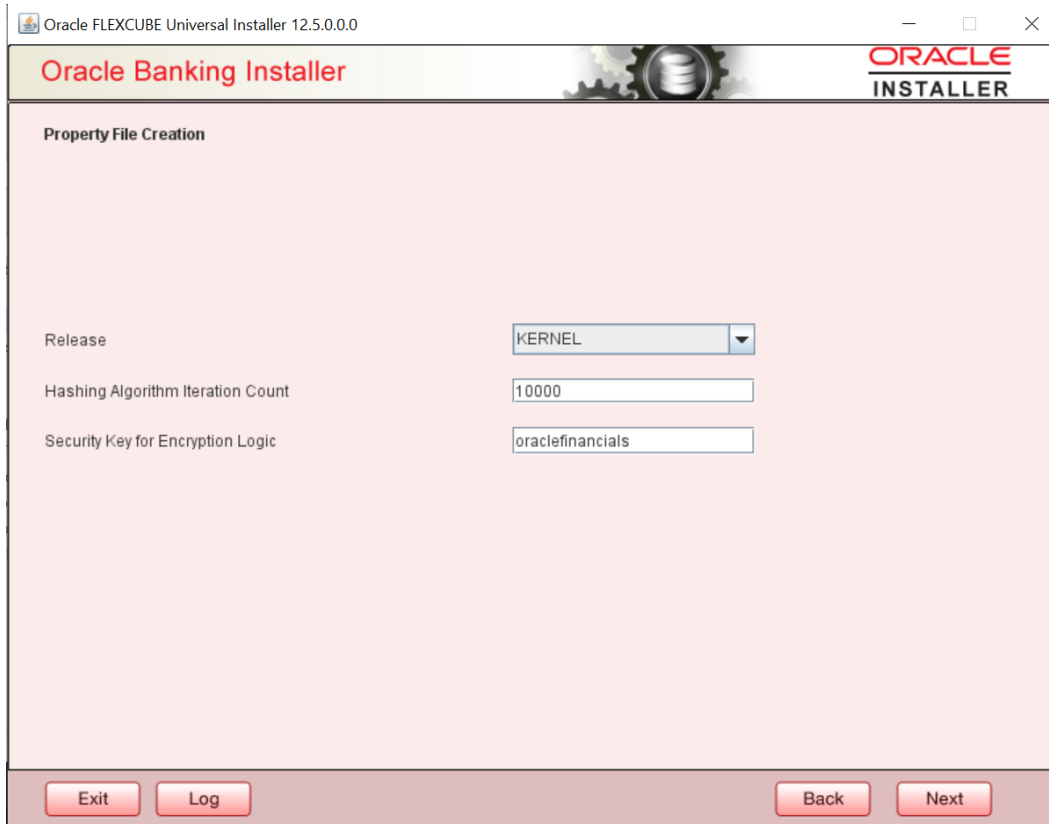 Oracle FLEXCUBE Universal Installer 12.5.0.0.0
Oracle Banking Installer
ORACLE
INSTALLER
Property File Creation
Release KERNEL
Hashing Algorithm Iteration Count 10000
Security Key for Encryption Logic oraclefinancials
Exit Log Back Next